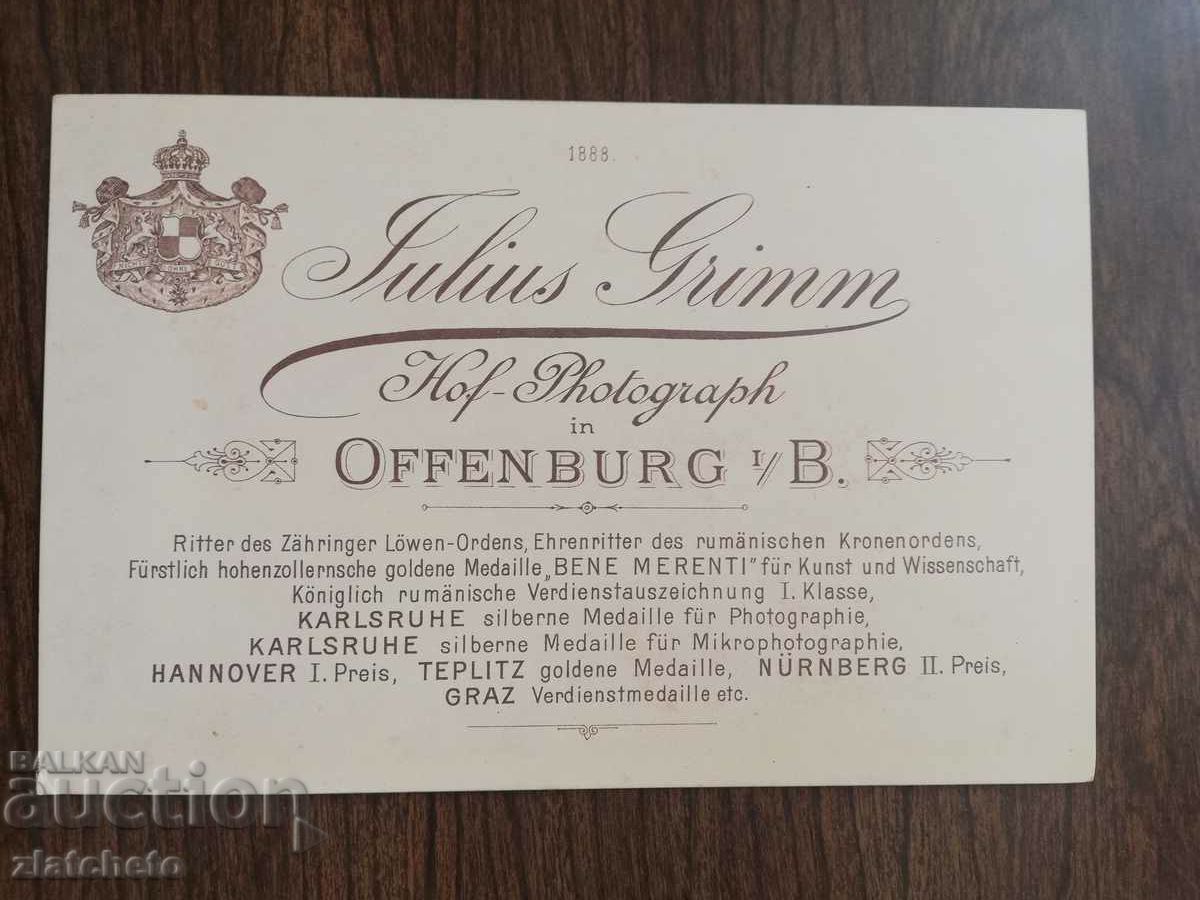 1888.
Julius Grimm
Hof-Photograph
in
OFFENBURG I/B.
Ritter des Zähringer Löwen-Ordens, Ehrenritter des rumänischen Kronenordens,
Fürstlich hohenzollernsche goldene Medaille „BENE MERENTI" für Kunst und Wissenschaft,
Königlich rumänische Verdienstauszeichnung I. Klasse,
KARLSRUHE silberne Medaille für Photographie,
KARLSRUHE silberne Medaille für Mikrophotographie,
HANNOVER I. Preis, TEPLITZ goldene Medaille, NÜRNBERG II. Preis,
GRAZ Verdienstmedaille etc.
BALKAN
auction
zlatcheto